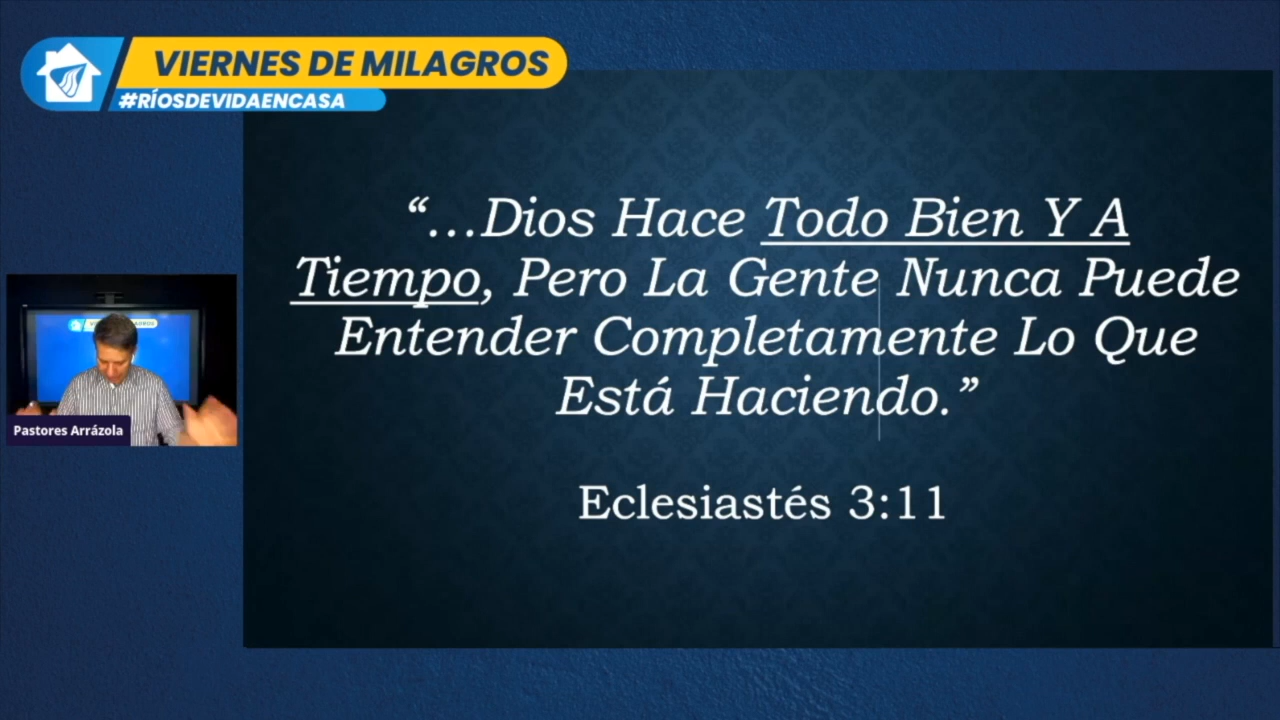 VIERNES DE MILAGROS
#RÍOSDEVIDAENCASA
“...Dios Hace Todo Bien Y A
Tiempo, Pero La Gente Nunca Puede
Entender Completamente Lo Que
Está Haciendo.”
Eclesiastés 3:11
Pastores Arrázola